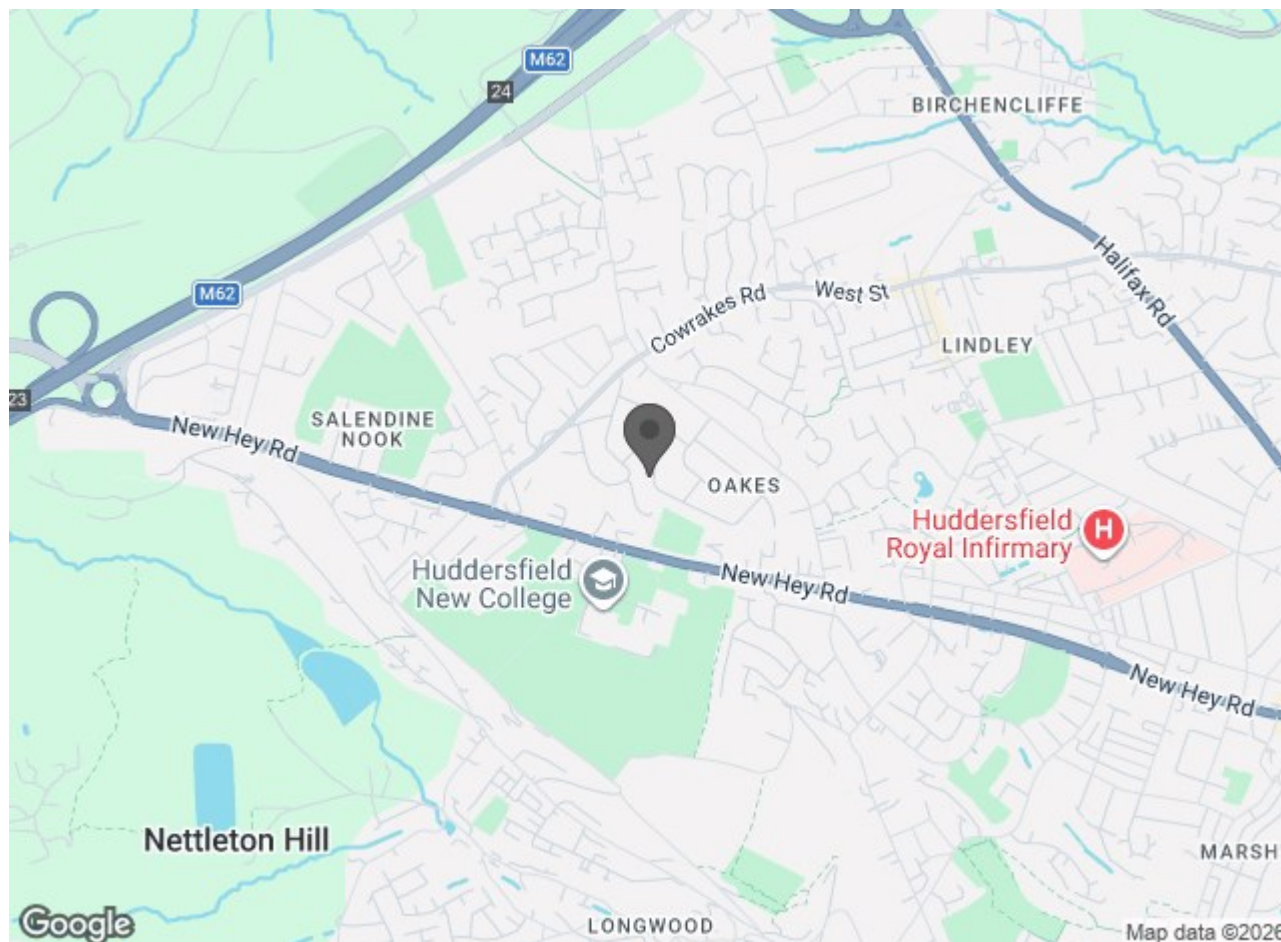 M62
24
BIRCHENCLIFFE
Halifax Rd
M62
Cowrakes Rd
West St
LINDLEY
23
New Hey Rd
SALENDINE
NOOK
OAKES
Huddersfield
Royal Infirmary
H
Huddersfield
New College
New Hey Rd
New Hey Rd
Nettleton Hill
MARSH
LONGWOOD
Google
Map data ©2026